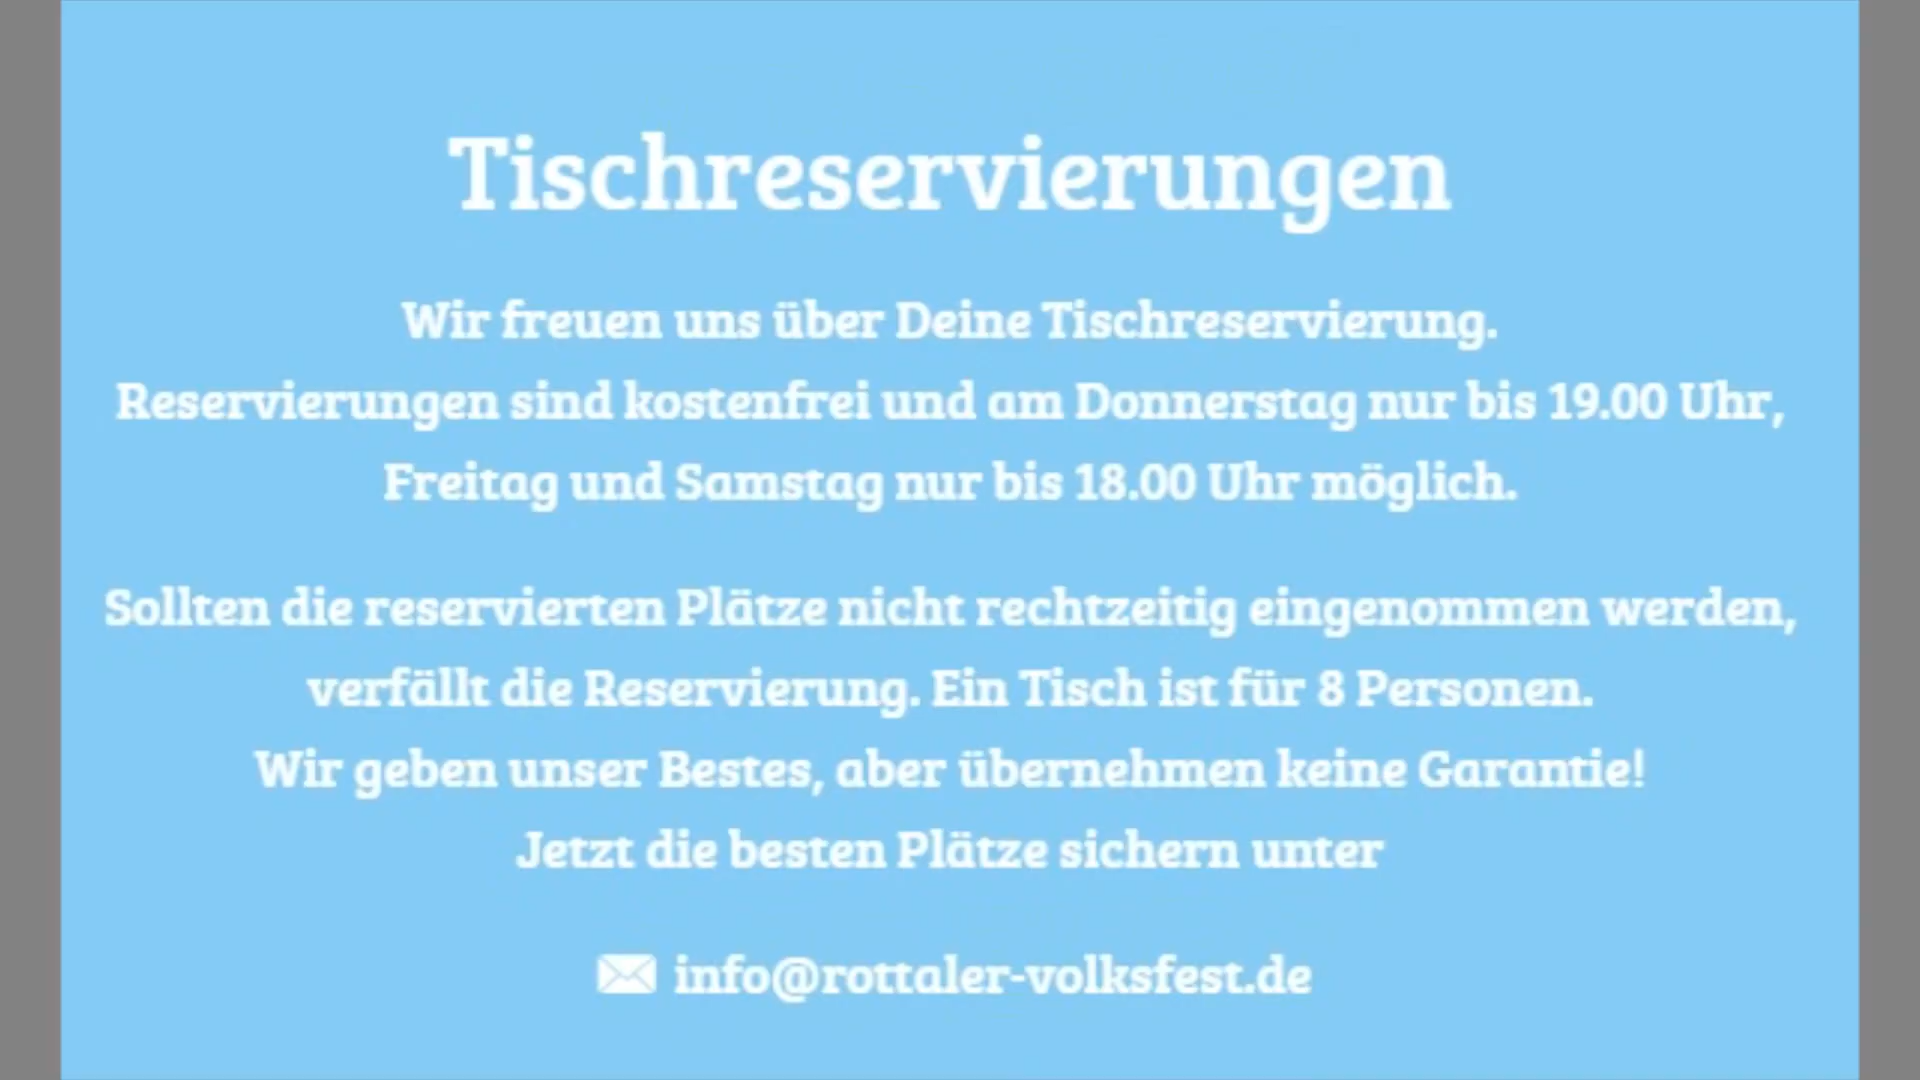 Tischreservierungen
Wir freuen uns über Deine Tischreservierung.
Reservierungen sind kostenfrei und am Donnerstag nur bis 19.00 Uhr,
Freitag und Samstag nur bis 18.00 Uhr möglich.
Sollten die reservierten Plätze nicht rechtzeitig eingenommen werden,
verfällt die Reservierung. Ein Tisch ist für 8 Personen.
Wir geben unser Bestes, aber übernehmen keine Garantie!
Jetzt die besten Plätze sichern unter
info@rottaler-volksfest.de